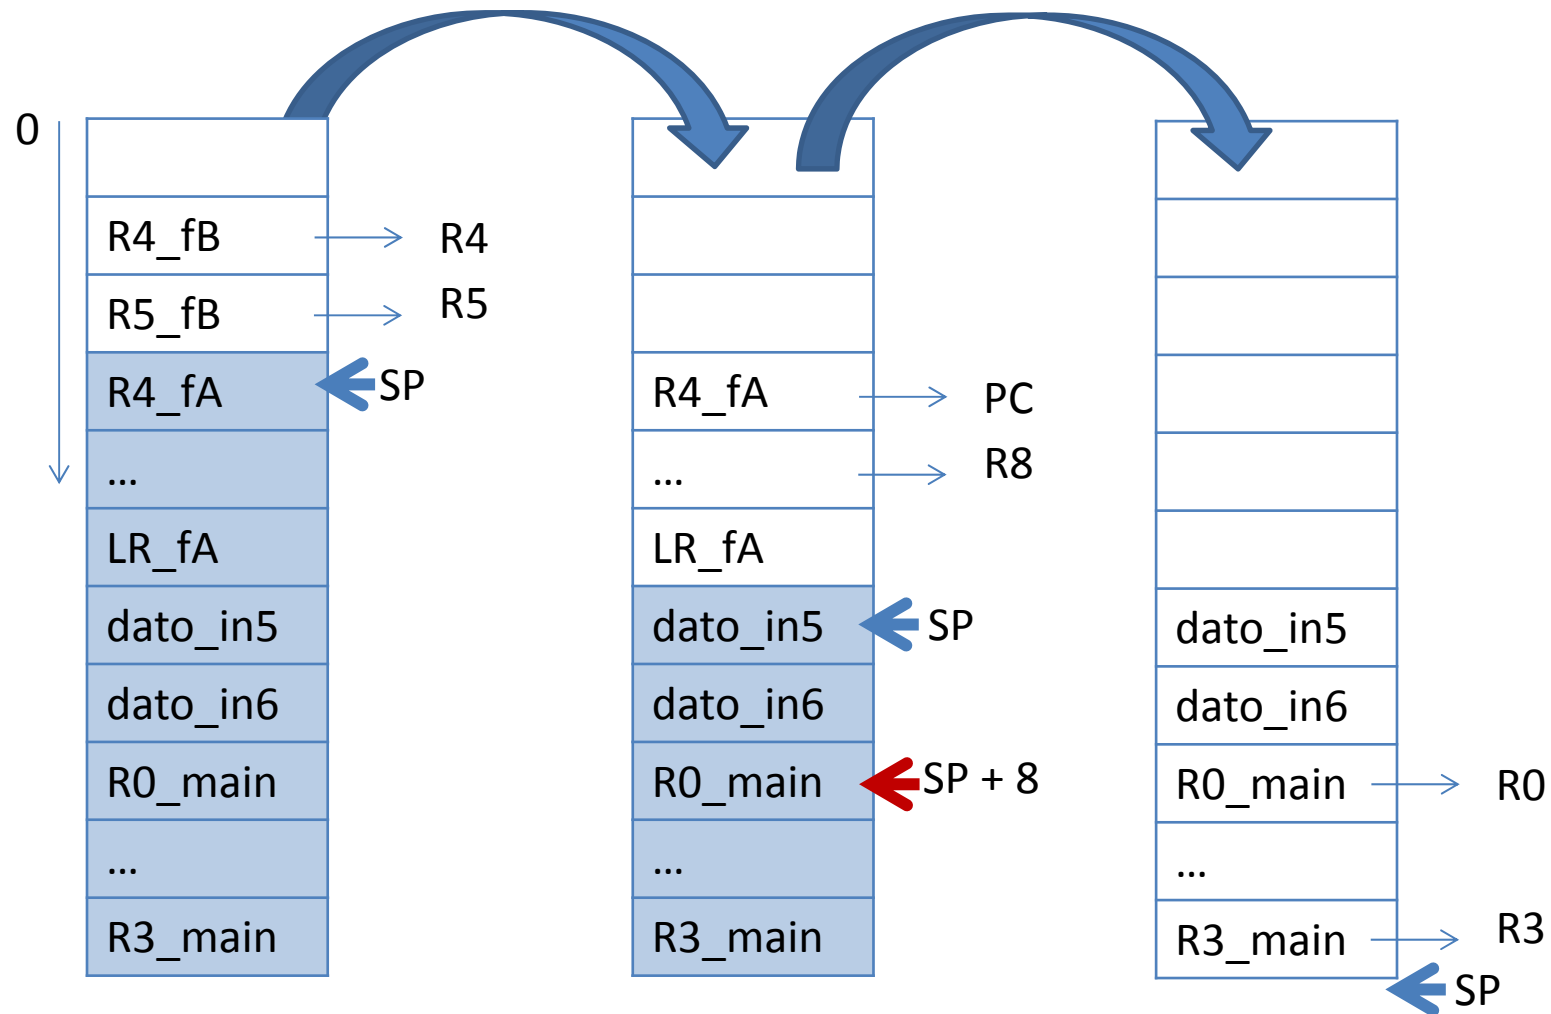 0
R4_fB
R4
R5_fB
R5
R4_fA
SP
...
LR_fA
dato_in5
dato_in6
R0_main
...
R3_main
R4_fA
PC
...
R8
LR_fA
dato_in5
SP
dato_in6
R0_main
SP + 8
...
R3_main
dato_in5
dato_in6
R0_main
R0
...
R3_main
R3
SP